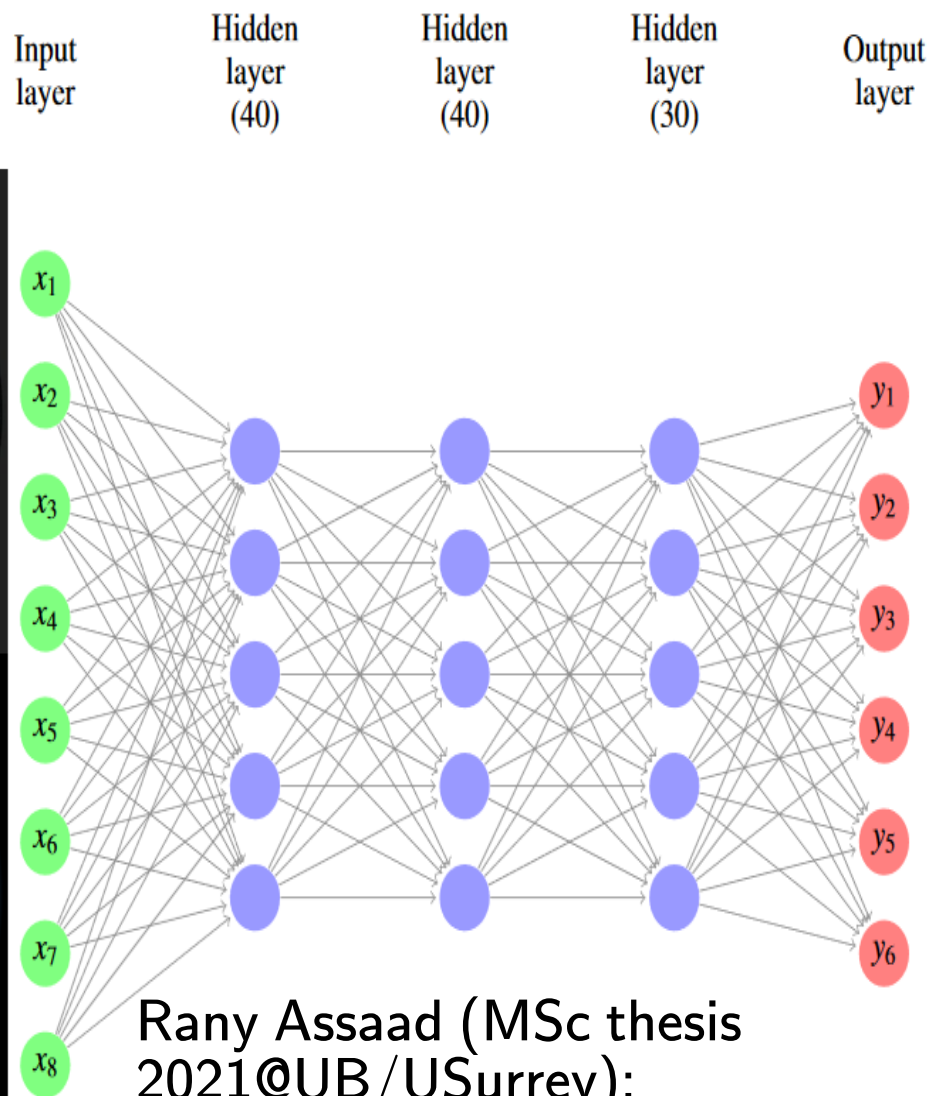 Input
layer
Hidden
layer
(40)
Hidden
layer
(40)
Hidden
layer
(30)
Output
layer
x1
x2
x3
x4
x5
x6
x7
x8
y1
y2
y3
y4
y5
y6
Rany Assaad (MSc thesis
2021@UB/USurrey):